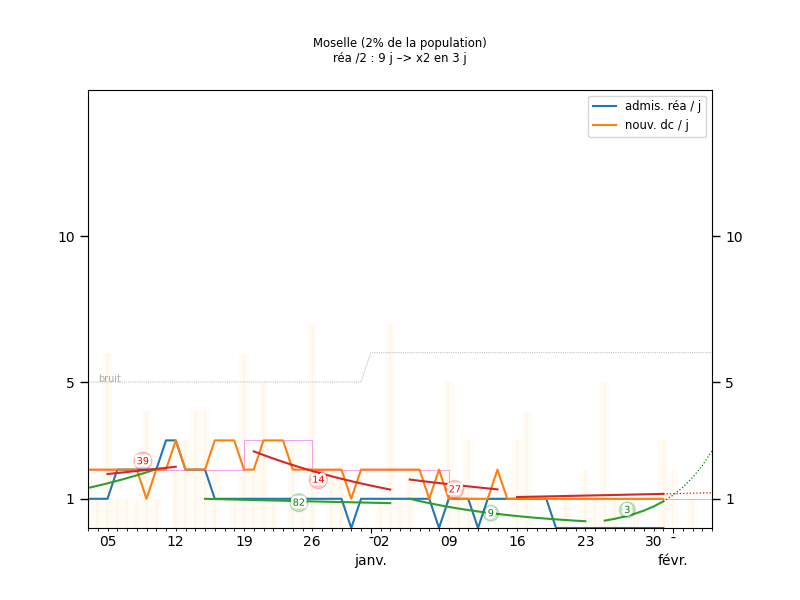 Moselle (2% de la population)
réa /2 : 9 j –> x2 en 3 j
admis. réa / j
nouv. dc / j
10 10
bruit
5 5
39
14
27
82
9
3
1 1
05 12 19 26 02 09 16 23 30
janv. févr.